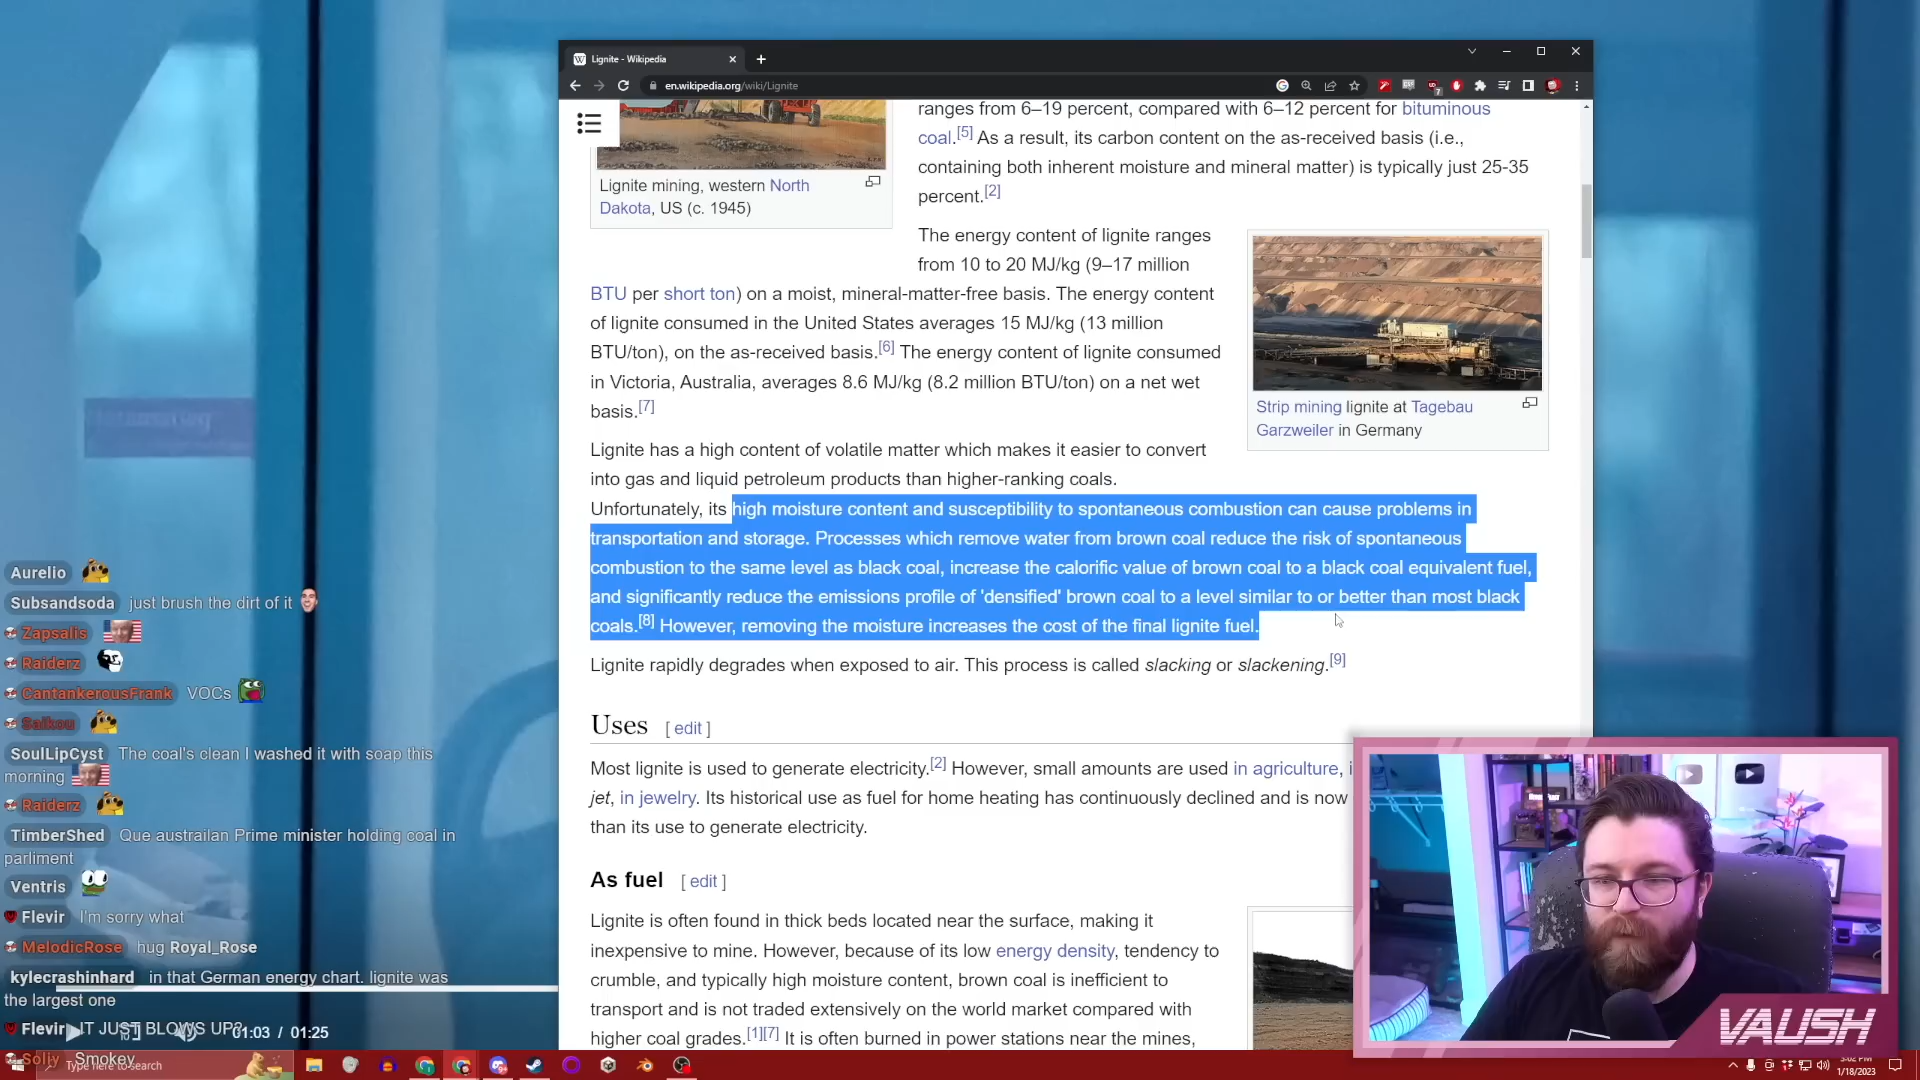 Lignite - Wikipedia
en.wikipedia.org/wiki/Lignite
ranges from 6–19 percent, compared with 6–12 percent for bituminous
coal.[5] As a result, its carbon content on the as-received basis (i.e.,
containing both inherent moisture and mineral matter) is typically just 25-35
percent.[2]
Lignite mining, western North
Dakota, US (c. 1945)
The energy content of lignite ranges
from 10 to 20 MJ/kg (9–17 million
BTU per short ton) on a moist, mineral-matter-free basis. The energy content
of lignite consumed in the United States averages 15 MJ/kg (13 million
BTU/ton), on the as-received basis.[6] The energy content of lignite consumed
in Victoria, Australia, averages 8.6 MJ/kg (8.2 million BTU/ton) on a net wet
basis.[7]
Strip mining lignite at Tagebau
Garzweiler in Germany
Lignite has a high content of volatile matter which makes it easier to convert
into gas and liquid petroleum products than higher-ranking coals.
Unfortunately, its high moisture content and susceptibility to spontaneous combustion can cause problems in
transportation and storage. Processes which remove water from brown coal reduce the risk of spontaneous
combustion to the same level as black coal, increase the calorific value of brown coal to a black coal equivalent fuel,
and significantly reduce the emissions profile of 'densified' brown coal to a level similar to or better than most black
coals.[8] However, removing the moisture increases the cost of the final lignite fuel.
Lignite rapidly degrades when exposed to air. This process is called slacking or slackening.[9]
Uses [ edit ]
Most lignite is used to generate electricity.[2] However, small amounts are used in agriculture, i
jet, in jewelry. Its historical use as fuel for home heating has continuously declined and is now
than its use to generate electricity.
As fuel [ edit ]
Lignite is often found in thick beds located near the surface, making it
inexpensive to mine. However, because of its low energy density, tendency to
crumble, and typically high moisture content, brown coal is inefficient to
transport and is not traded extensively on the world market compared with
higher coal grades.[1][7] It is often burned in power stations near the mines,
Aurelio
Subsandsoda just brush the dirt of it
Zapsalis
Raiderz
CantankerousFrank VOCs
Saikou
SoulLipCyst The coal's clean I washed it with soap this
morning
Raiderz
TimberShed Que austrailan Prime minister holding coal in
parliment
Ventris
Flevir I'm sorry what
MelodicRose hug Royal_Rose
kylecrashinhard in that German energy chart. lignite was
the largest one
Flevir IT JUST BLOWS UP?
01:03 / 01:25
Soliy Smokey
Type here to search
VAUSH
3:02 PM
1/18/2023